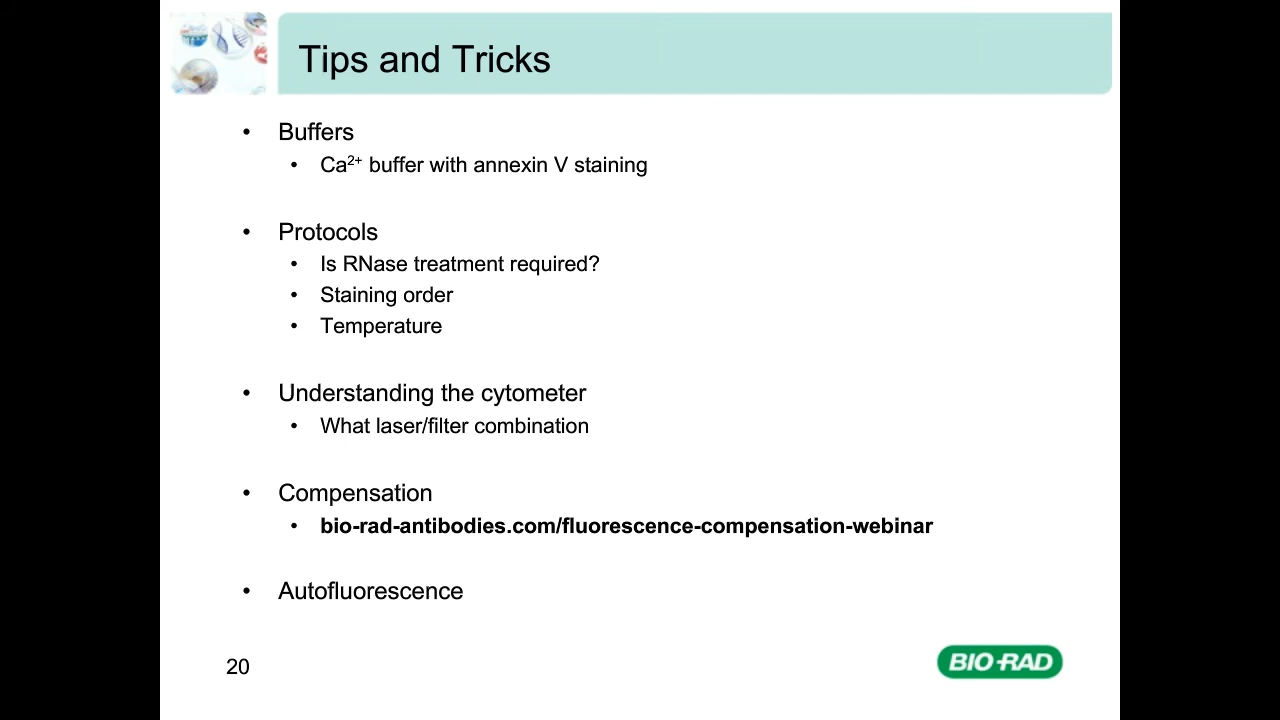 Tips and Tricks
• Buffers
• Ca²⁺ buffer with annexin V staining
• Protocols
• Is RNase treatment required?
• Staining order
• Temperature
• Understanding the cytometer
• What laser/filter combination
• Compensation
• bio-rad-antibodies.com/fluorescence-compensation-webinar
• Autofluorescence
20
BIO-RAD